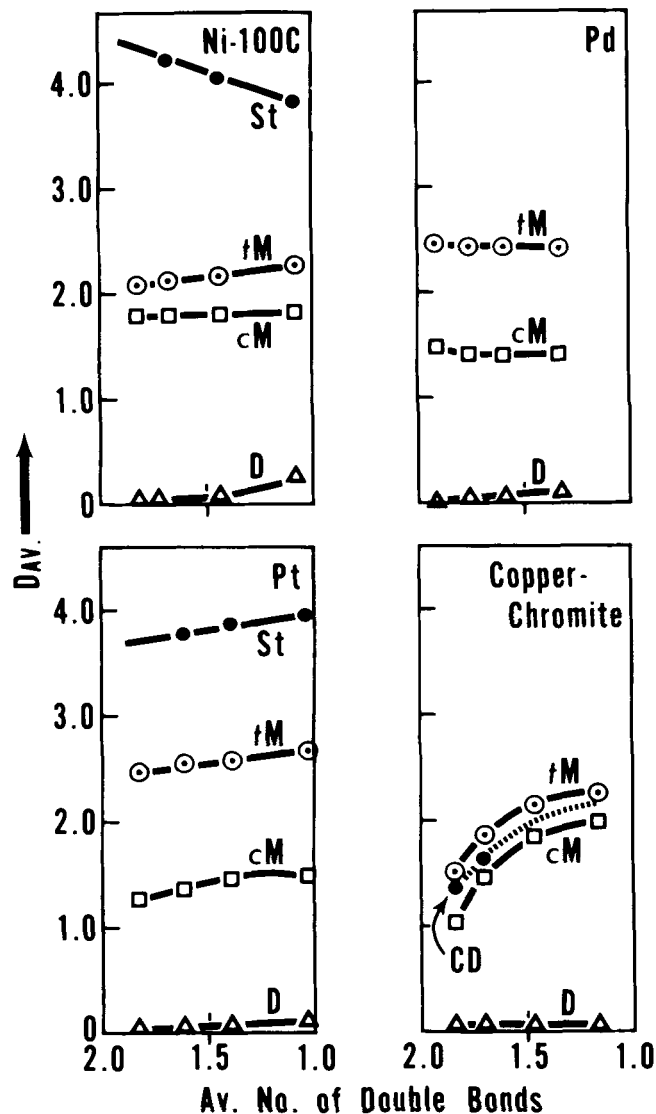 Ni-100C
4.0
St
3.0
tM
2.0
cM
1.0
D
0
Pd
tM
cM
D
DAV.
Pt
4.0
St
3.0
tM
2.0
cM
1.0
D
0
2.0 1.5 1.0
Copper-
Chromite
tM
cM
CD
D
2.0 1.5 1.0
Av. No. of Double Bonds